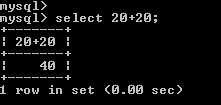 mysql>
mysql> select 20+20;
+-------+
| 20+20 |
+-------+
|    40 |
+-------+
1 row in set (0.00 sec)